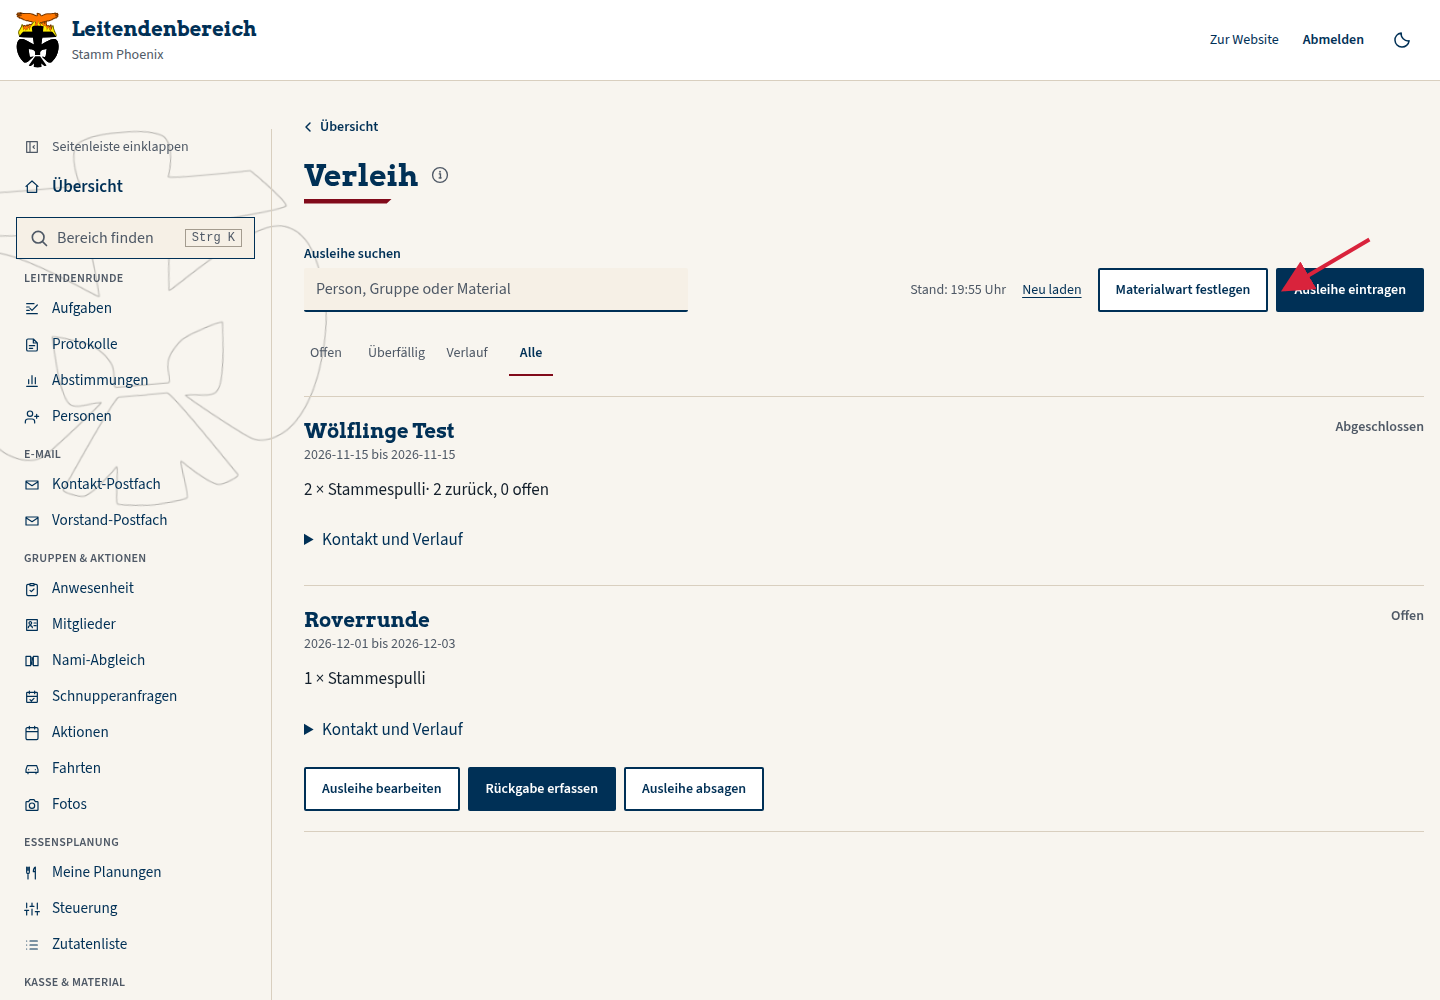 Leitendenbereich
Stamm Phoenix
Zur Website
Abmelden
Seitenleiste einklappen
Übersicht
Bereich finden
Strg K
LEITENDENRUNDE
Aufgaben
Protokolle
Abstimmungen
Personen
E-MAIL
Kontakt-Postfach
Vorstand-Postfach
GRUPPEN & AKTIONEN
Anwesenheit
Mitglieder
Nami-Abgleich
Schnupperanfragen
Aktionen
Fahrten
Fotos
ESSENSPLANUNG
Meine Planungen
Steuerung
Zutatenliste
KASSE & MATERIAL
Übersicht
Verleih
Ausleihe suchen
Person, Gruppe oder Material
Stand: 19:55 Uhr
Neu laden
Materialwart festlegen
Ausleihe eintragen
Offen
Überfällig
Verlauf
Alle
Wölflinge Test
Abgeschlossen
2026-11-15 bis 2026-11-15
2 × Stammespulli· 2 zurück, 0 offen
Kontakt und Verlauf
Roverrunde
Offen
2026-12-01 bis 2026-12-03
1 × Stammespulli
Kontakt und Verlauf
Ausleihe bearbeiten
Rückgabe erfassen
Ausleihe absagen